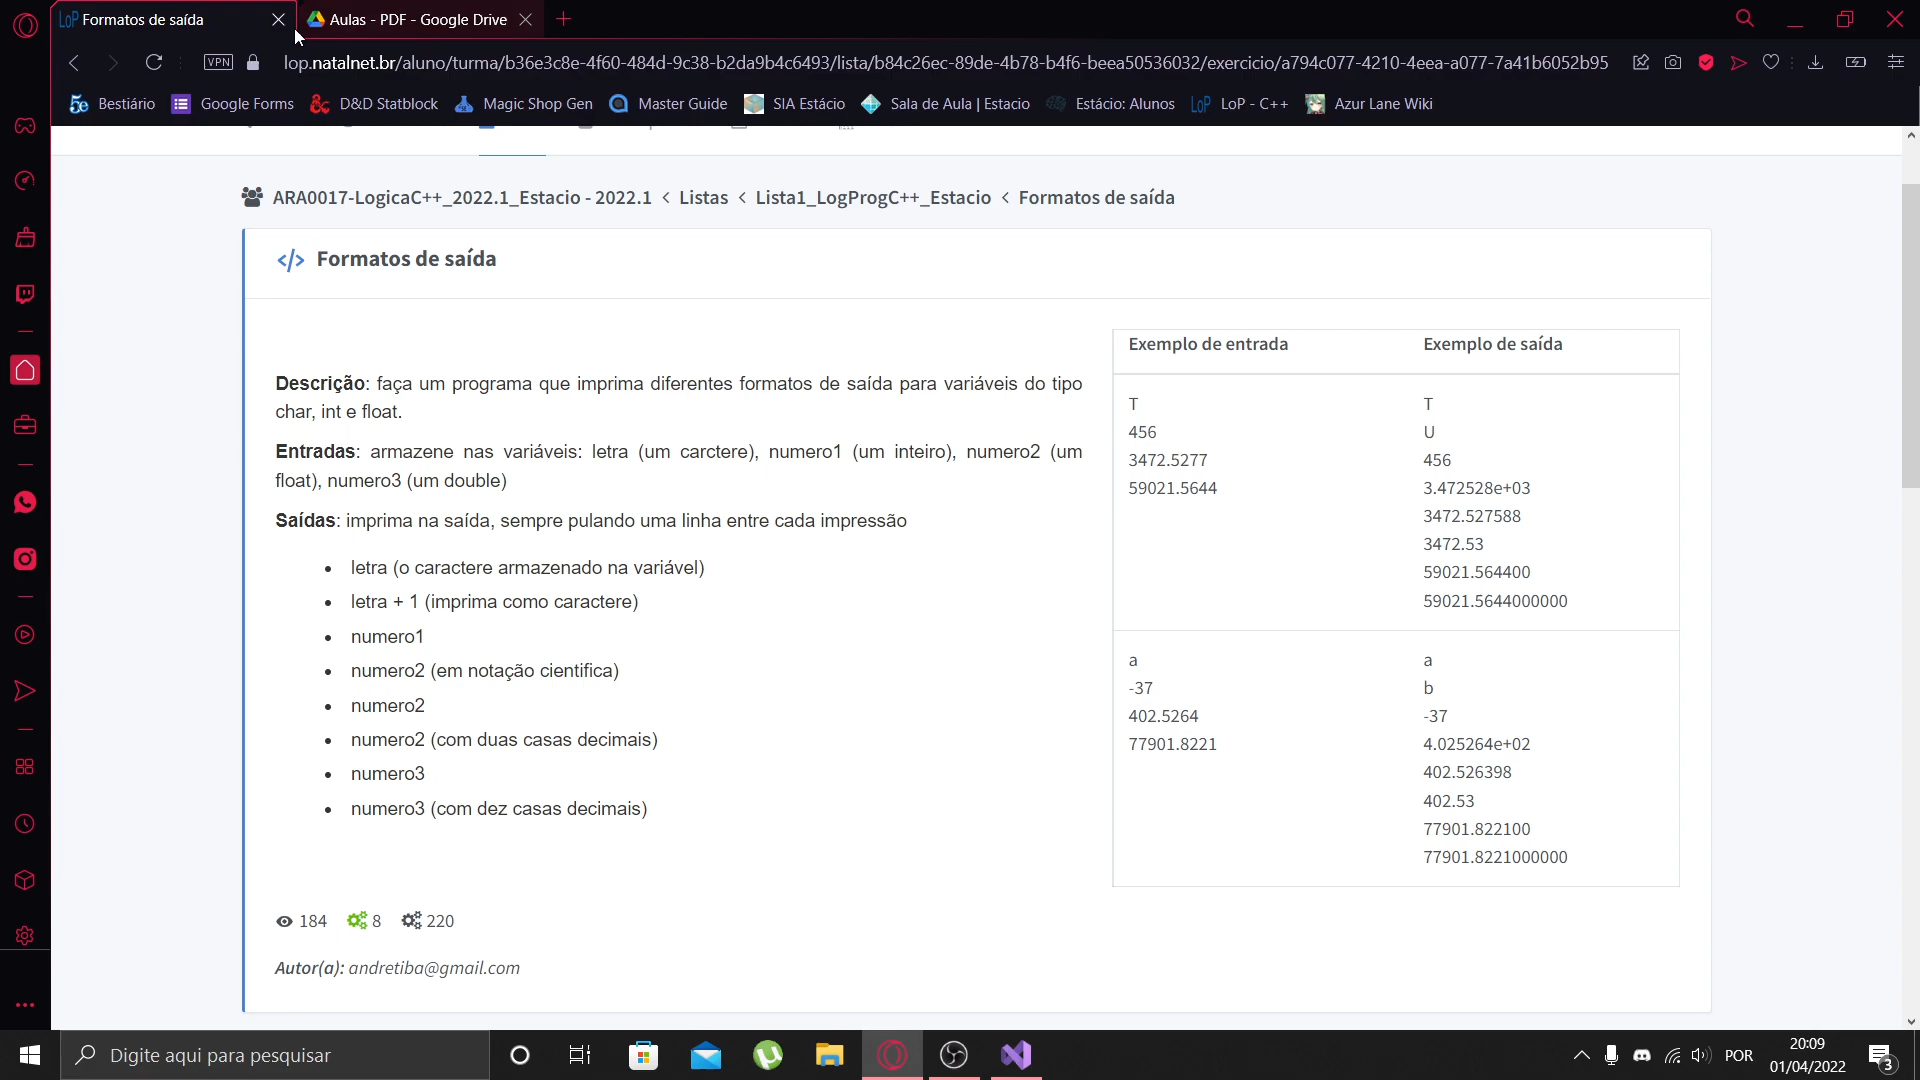 LoP Formatos de saída
Aulas - PDF - Google Drive
VPN
lop.natalnet.br/aluno/turma/b36e3c8e-4f60-484d-9c38-b2da9b4c6493/lista/b84c26ec-89de-4b78-b4f6-beea50536032/exercicio/a794c077-4210-4eea-a077-7a41b6052b95
5e Bestiário
Google Forms
D&D Statblock
Magic Shop Gen
Master Guide
SIA Estácio
Sala de Aula | Estacio
Estácio: Alunos
LoP LoP - C++
Azur Lane Wiki
ARA0017-LogicaC++_2022.1_Estacio - 2022.1 < Listas < Lista1_LogProgC++_Estacio < Formatos de saída
</> Formatos de saída
Descrição: faça um programa que imprima diferentes formatos de saída para variáveis do tipo
char, int e float.
Entradas: armazene nas variáveis: letra (um carctere), numero1 (um inteiro), numero2 (um
float), numero3 (um double)
Saídas: imprima na saída, sempre pulando uma linha entre cada impressão
• letra (o caractere armazenado na variável)
• letra + 1 (imprima como caractere)
• numero1
• numero2 (em notação cientifica)
• numero2
• numero2 (com duas casas decimais)
• numero3
• numero3 (com dez casas decimais)
Exemplo de entrada
Exemplo de saída
T
456
3472.5277
59021.5644
T
U
456
3.472528e+03
3472.527588
3472.53
59021.564400
59021.5644000000
a
-37
402.5264
77901.8221
a
b
-37
4.025264e+02
402.526398
402.53
77901.822100
77901.8221000000
184 8 220
Autor(a): andretiba@gmail.com
Digite aqui para pesquisar
POR
20:09
01/04/2022
3